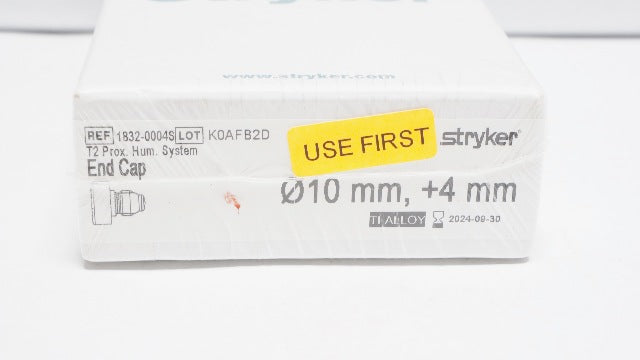 stryker
www.stryker.com
REF 1832-0004S LOT K0AFB2D
USE FIRST
stryker®
T2 Prox. Hum. System
End Cap
Ø10 mm, +4 mm
TI ALLOY 2024-09-30